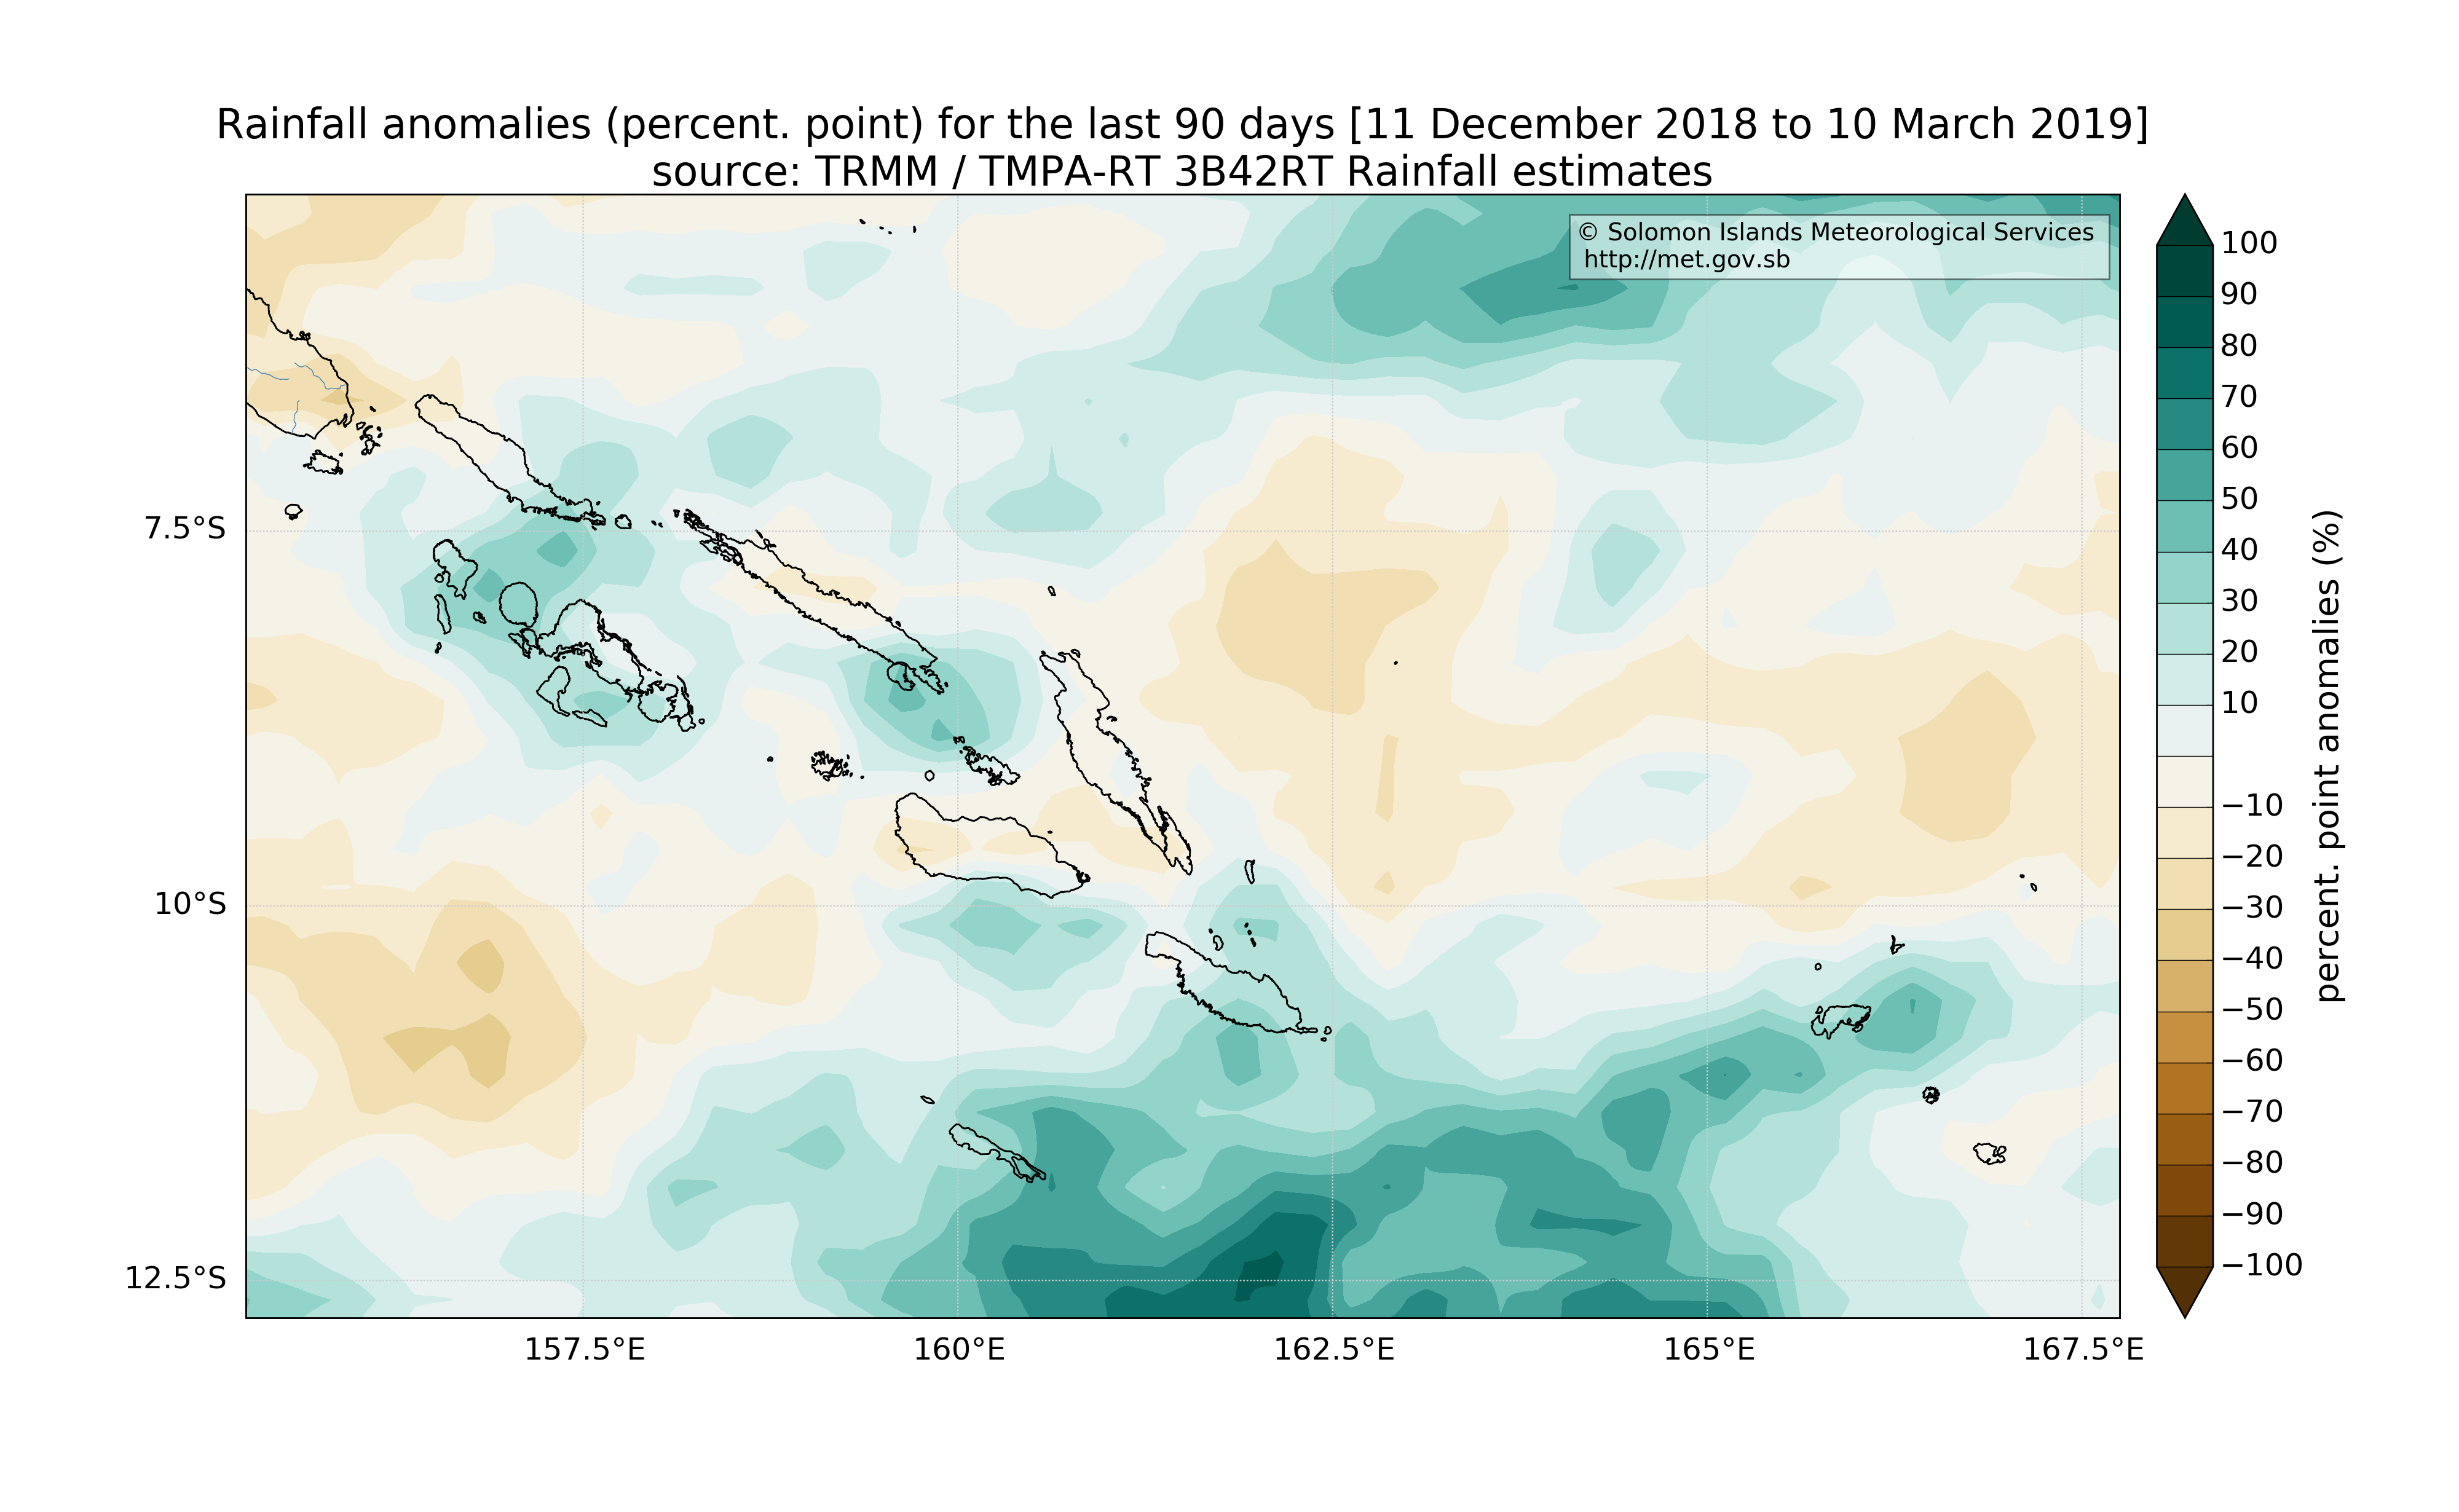 Rainfall anomalies (percent. point) for the last 90 days [11 December 2018 to 10 March 2019]
source: TRMM / TMPA-RT 3B42RT Rainfall estimates
© Solomon Islands Meteorological Services
http://met.gov.sb
7.5°S
10°S
12.5°S
157.5°E
160°E
162.5°E
165°E
167.5°E
100
90
80
70
60
50
40
30
20
10
−10
−20
−30
−40
−50
−60
−70
−80
−90
−100
percent. point anomalies (%)